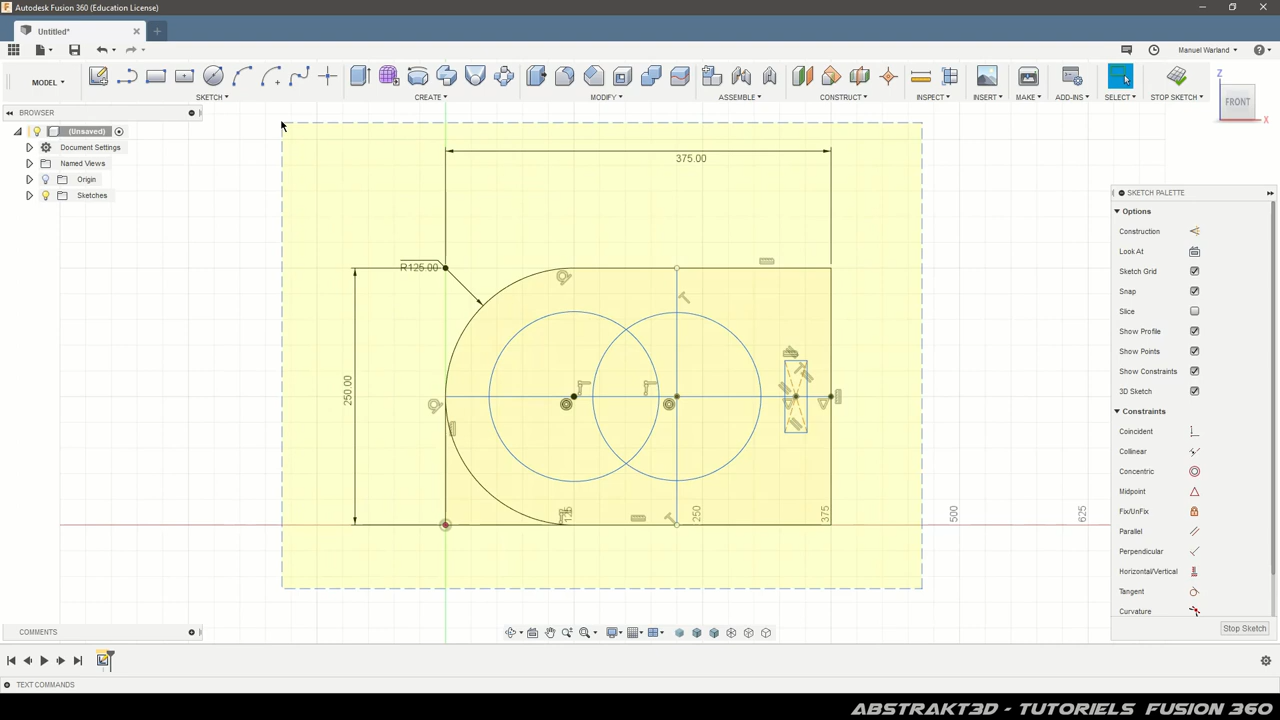 Autodesk Fusion 360 (Education License)
Untitled*
Manuel Warland
MODEL
SKETCH
CREATE
MODIFY
ASSEMBLE
CONSTRUCT
INSPECT
INSERT
MAKE
ADD-INS
SELECT
STOP SKETCH
Z
FRONT
X
BROWSER
(Unsaved)
Document Settings
Named Views
Origin
Sketches
375.00
R125.00
250.00
125
250
375
500
625
SKETCH PALETTE
Options
Construction
Look At
Sketch Grid
Snap
Slice
Show Profile
Show Points
Show Constraints
3D Sketch
Constraints
Coincident
Collinear
Concentric
Midpoint
Fix/UnFix
Parallel
Perpendicular
Horizontal/Vertical
Tangent
Curvature
Stop Sketch
COMMENTS
TEXT COMMANDS
ABSTRAKT3D - TUTORIELS FUSION 360